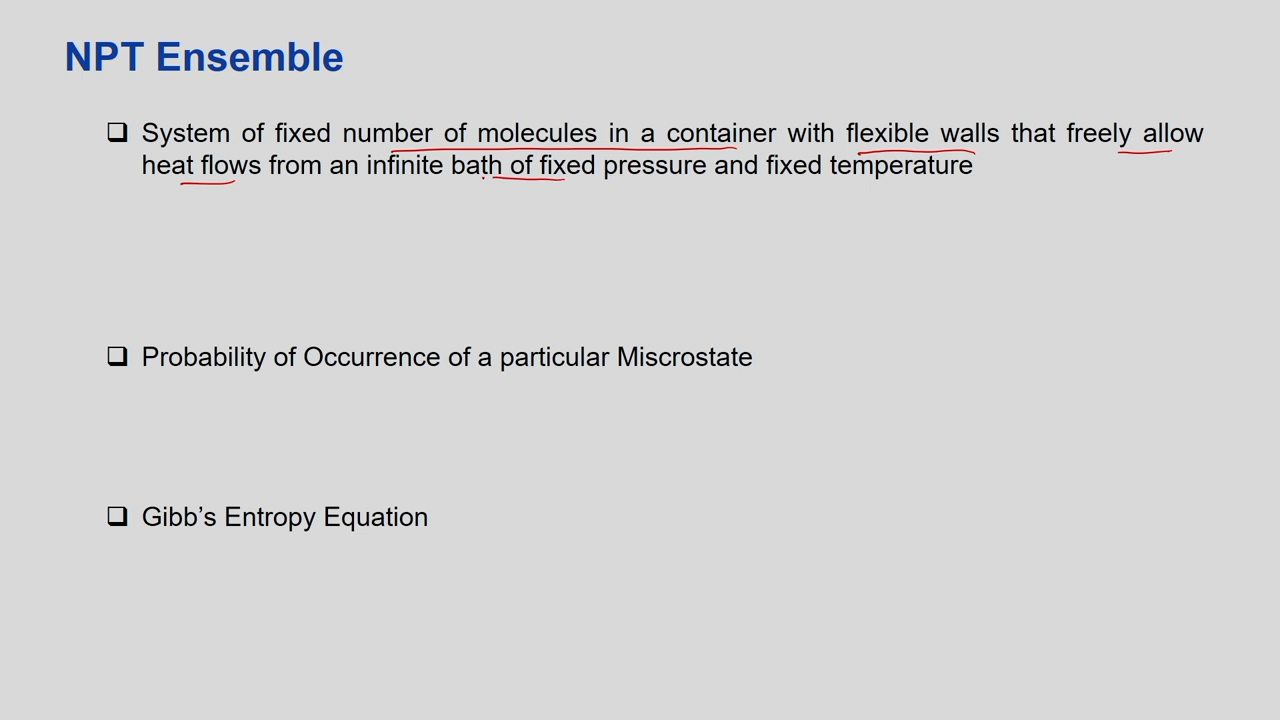 NPT Ensemble
❑ System of fixed number of molecules in a container with flexible walls that freely allow
heat flows from an infinite bath of fixed pressure and fixed temperature
❑ Probability of Occurrence of a particular Miscrostate
❑ Gibb’s Entropy Equation